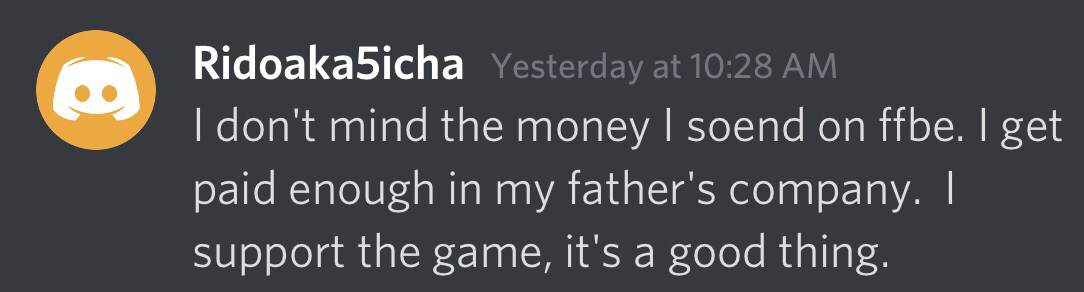 Ridoaka5icha Yesterday at 10:28 AM
I don't mind the money I soend on ffbe. I get
paid enough in my father's company.  I
support the game, it's a good thing.